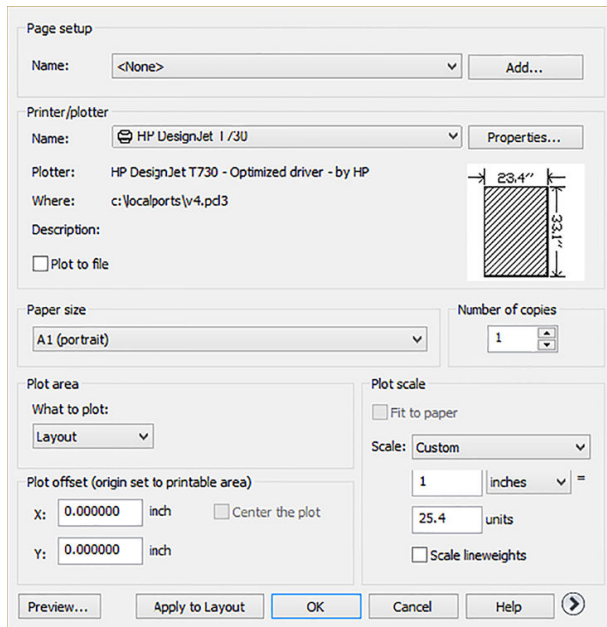 Page setup
Name: <None> Add...
Printer/plotter
Name: HP DesignJet T730 Properties...
Plotter: HP DesignJet T730 - Optimized driver - by HP
Where: c:\localports\v4.pd3
Description:
Plot to file
23.4″
33.1″
Paper size
A1 (portrait)
Number of copies
1
Plot area
What to plot:
Layout
Plot offset (origin set to printable area)
X: 0.000000 inch Center the plot
Y: 0.000000 inch
Plot scale
Fit to paper
Scale: Custom
1 inches =
25.4 units
Scale lineweights
Preview... Apply to Layout OK Cancel Help